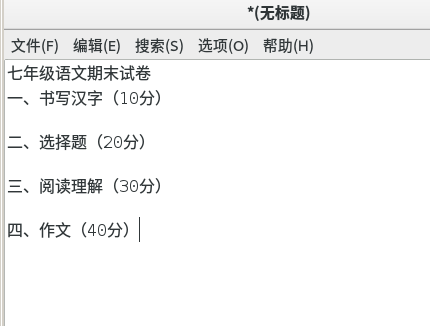 *(无标题)
文件(F) 编辑(E) 搜索(S) 选项(O) 帮助(H)
七年级语文期末试卷
一、书写汉字（10分）
二、选择题（20分）
三、阅读理解（30分）
四、作文（40分）